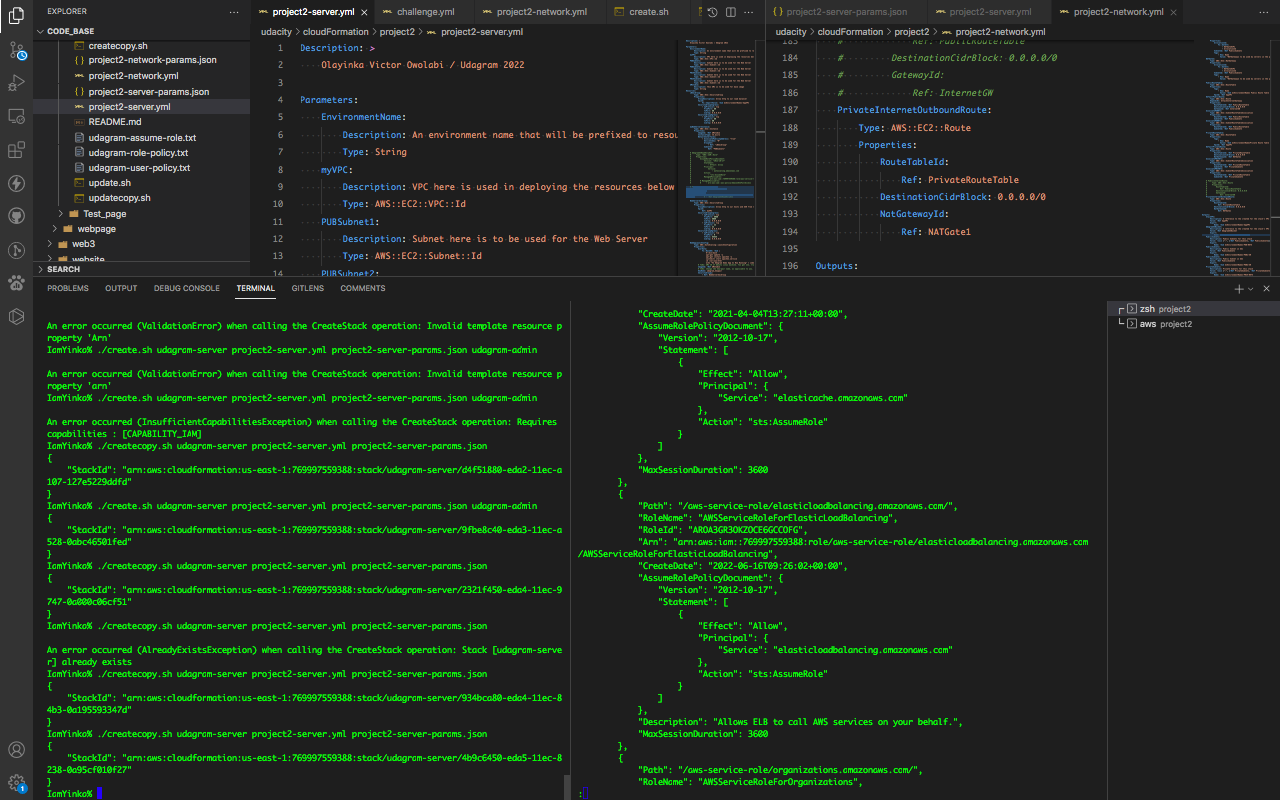 EXPLORER
CODE_BASE
createcopy.sh
{ } project2-network-params.json
project2-network.yml
{ } project2-server-params.json
project2-server.yml
README.md
udagram-assume-role.txt
udagram-role-policy.txt
udagram-user-policy.txt
update.sh
updatecopy.sh
Test_page
webpage
web3
website
SEARCH
project2-server.yml
challenge.yml
project2-network.yml
create.sh
udacity > cloudFormation > project2 > project2-server.yml
1 Description: >
2 Olayinka Victor Owolabi / Udagram 2022
3
4 Parameters:
5 EnvironmentName:
6 Description: An environment name that will be prefixed to resou
7 Type: String
8 myVPC:
9 Description: VPC here is used in deploying the resources below
10 Type: AWS::EC2::VPC::Id
11 PUBSubnet1:
12 Description: Subnet here is to be used for the Web Server
13 Type: AWS::EC2::Subnet::Id
14 PUBSubnet2:
{ } project2-server-params.json
project2-server.yml
project2-network.yml
udacity > cloudFormation > project2 > project2-network.yml
183 # Ref: PublicRouteTable
184 # DestinationCidrBlock: 0.0.0.0/0
185 # GatewayId:
186 # Ref: InternetGW
187 PrivateInternetOutboundRoute:
188 Type: AWS::EC2::Route
189 Properties:
190 RouteTableId:
191 Ref: PrivateRouteTable
192 DestinationCidrBlock: 0.0.0.0/0
193 NatGatewayId:
194 Ref: NATGate1
195
196 Outputs:
PROBLEMS OUTPUT DEBUG CONSOLE TERMINAL GITLENS COMMENTS
An error occurred (ValidationError) when calling the CreateStack operation: Invalid template resource p
roperty 'Arn'
IamYinka% ./create.sh udagram-server project2-server.yml project2-server-params.json udagram-admin
An error occurred (ValidationError) when calling the CreateStack operation: Invalid template resource p
roperty 'arn'
IamYinka% ./create.sh udagram-server project2-server.yml project2-server-params.json udagram-admin
An error occurred (InsufficientCapabilitiesException) when calling the CreateStack operation: Requires
capabilities : [CAPABILITY_IAM]
IamYinka% ./createcopy.sh udagram-server project2-server.yml project2-server-params.json
{
"StackId": "arn:aws:cloudformation:us-east-1:769997559388:stack/udagram-server/d4f51880-eda2-11ec-a
107-127e5229ddfd"
}
IamYinka% ./create.sh udagram-server project2-server.yml project2-server-params.json udagram-admin
{
"StackId": "arn:aws:cloudformation:us-east-1:769997559388:stack/udagram-server/9fbe8c40-eda3-11ec-a
528-0abc46501fed"
}
IamYinka% ./createcopy.sh udagram-server project2-server.yml project2-server-params.json
{
"StackId": "arn:aws:cloudformation:us-east-1:769997559388:stack/udagram-server/2321f450-eda4-11ec-9
747-0a000c06cf51"
}
IamYinka% ./createcopy.sh udagram-server project2-server.yml project2-server-params.json
An error occurred (AlreadyExistsException) when calling the CreateStack operation: Stack [udagram-serve
r] already exists
IamYinka% ./createcopy.sh udagram-server project2-server.yml project2-server-params.json
{
"StackId": "arn:aws:cloudformation:us-east-1:769997559388:stack/udagram-server/934bca80-eda4-11ec-8
4b3-0a195593347d"
}
IamYinka% ./createcopy.sh udagram-server project2-server.yml project2-server-params.json
{
"StackId": "arn:aws:cloudformation:us-east-1:769997559388:stack/udagram-server/4b9c6450-eda5-11ec-8
238-0a95cf010f27"
}
IamYinka%
"CreateDate": "2021-04-04T13:27:11+00:00",
"AssumeRolePolicyDocument": {
"Version": "2012-10-17",
"Statement": [
{
"Effect": "Allow",
"Principal": {
"Service": "elasticache.amazonaws.com"
},
"Action": "sts:AssumeRole"
}
]
},
"MaxSessionDuration": 3600
},
{
"Path": "/aws-service-role/elasticloadbalancing.amazonaws.com/",
"RoleName": "AWSServiceRoleForElasticLoadBalancing",
"RoleId": "AROA3GR3OKZOCE6GCCOFG",
"Arn": "arn:aws:iam::769997559388:role/aws-service-role/elasticloadbalancing.amazonaws.com
/AWSServiceRoleForElasticLoadBalancing",
"CreateDate": "2022-06-16T09:26:02+00:00",
"AssumeRolePolicyDocument": {
"Version": "2012-10-17",
"Statement": [
{
"Effect": "Allow",
"Principal": {
"Service": "elasticloadbalancing.amazonaws.com"
},
"Action": "sts:AssumeRole"
}
]
},
"Description": "Allows ELB to call AWS services on your behalf.",
"MaxSessionDuration": 3600
},
{
"Path": "/aws-service-role/organizations.amazonaws.com/",
"RoleName": "AWSServiceRoleForOrganizations",
:
zsh project2
aws project2
1